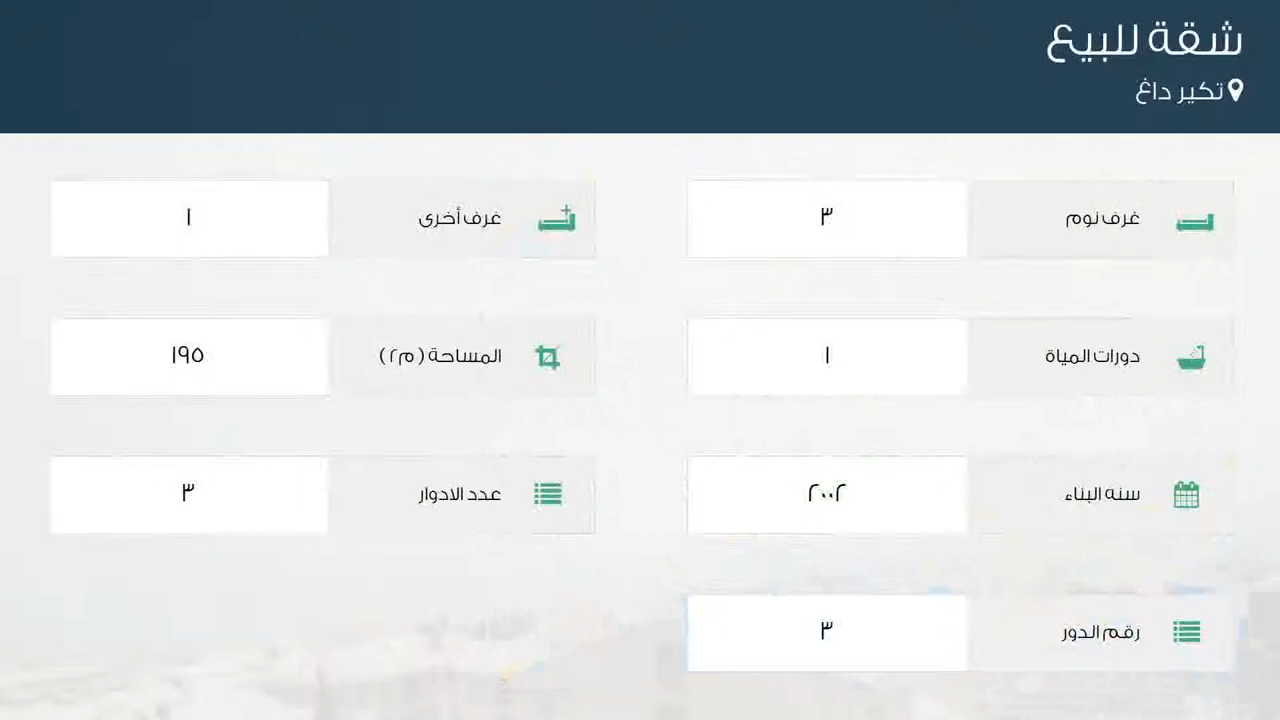 شقة للبيع
تكير داغ
غرف نوم
٣
غرف أخرى
١
دورات المياة
١
المساحة (م٢)
١٩٥
سنه البناء
٢٠٠٢
عدد الادوار
٣
رقم الدور
٣